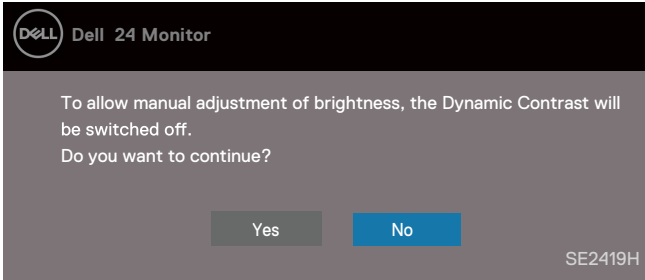 DELL Dell 24 Monitor
To allow manual adjustment of brightness, the Dynamic Contrast will
be switched off.
Do you want to continue?
Yes No
SE2419H